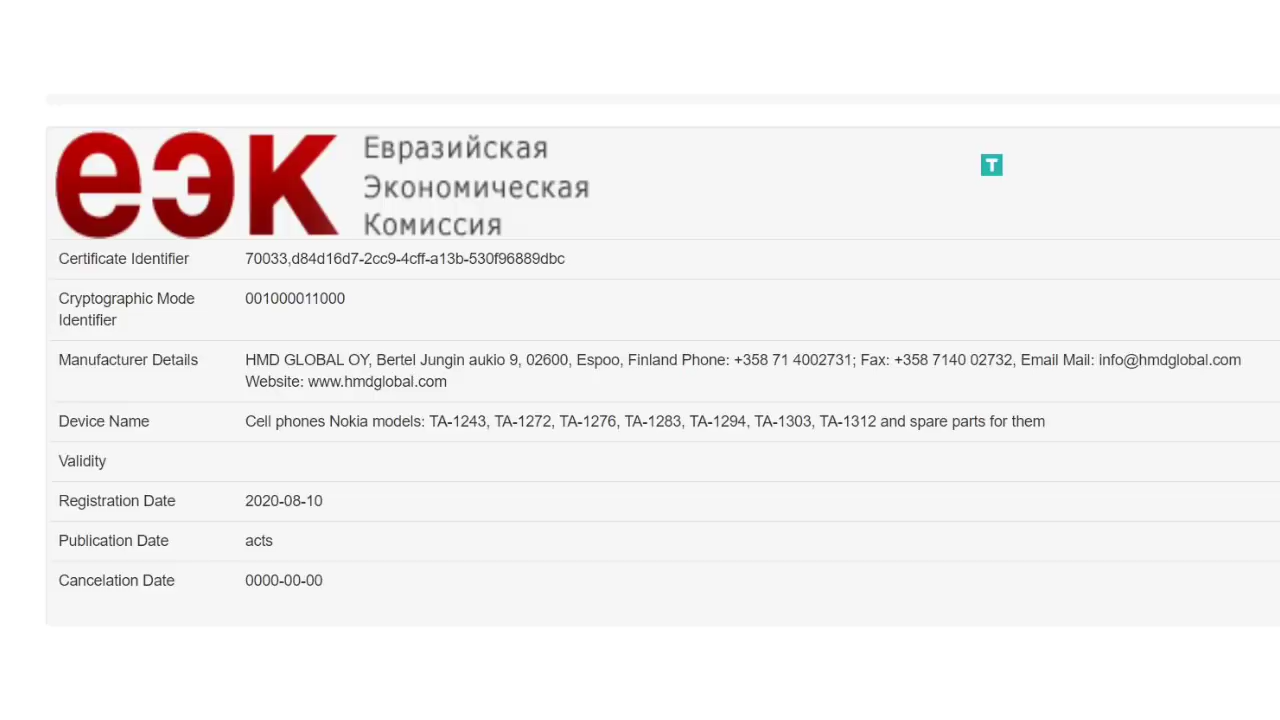 еэк Евразийская
Экономическая
Комиссия
T
Certificate Identifier 70033,d84d16d7-2cc9-4cff-a13b-530f96889dbc
Cryptographic Mode 001000011000
Identifier
Manufacturer Details HMD GLOBAL OY, Bertel Jungin aukio 9, 02600, Espoo, Finland Phone: +358 71 4002731; Fax: +358 7140 02732, Email Mail: info@hmdglobal.com
Website: www.hmdglobal.com
Device Name Cell phones Nokia models: TA-1243, TA-1272, TA-1276, TA-1283, TA-1294, TA-1303, TA-1312 and spare parts for them
Validity
Registration Date 2020-08-10
Publication Date acts
Cancelation Date 0000-00-00